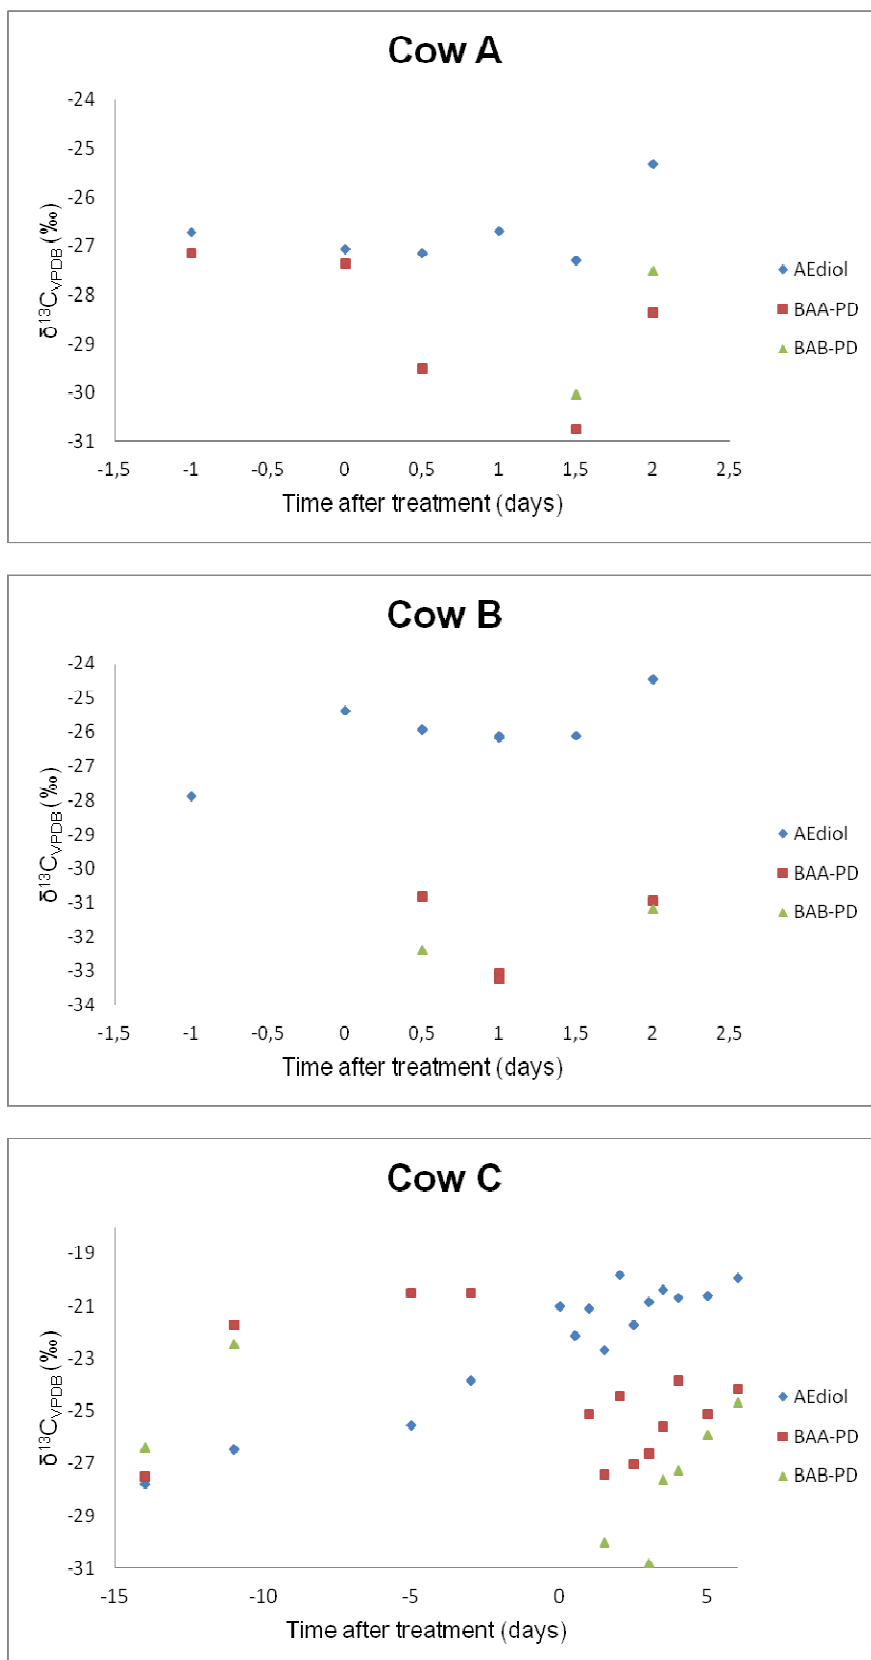 Cow A
-24
-25
-26
-27
-28
-29
-30
-31
δ¹³C_VPDB (‰)
-1,5 -1 -0,5 0 0,5 1 1,5 2 2,5
Time after treatment (days)
AEdiol
BAA-PD
BAB-PD
Cow B
-24
-25
-26
-27
-28
-29
-30
-31
-32
-33
-34
δ¹³C_VPDB (‰)
-1,5 -1 -0,5 0 0,5 1 1,5 2 2,5
Time after treatment (days)
AEdiol
BAA-PD
BAB-PD
Cow C
-19
-21
-23
-25
-27
-29
-31
δ¹³C_VPDB (‰)
-15 -10 -5 0 5
Time after treatment (days)
AEdiol
BAA-PD
BAB-PD